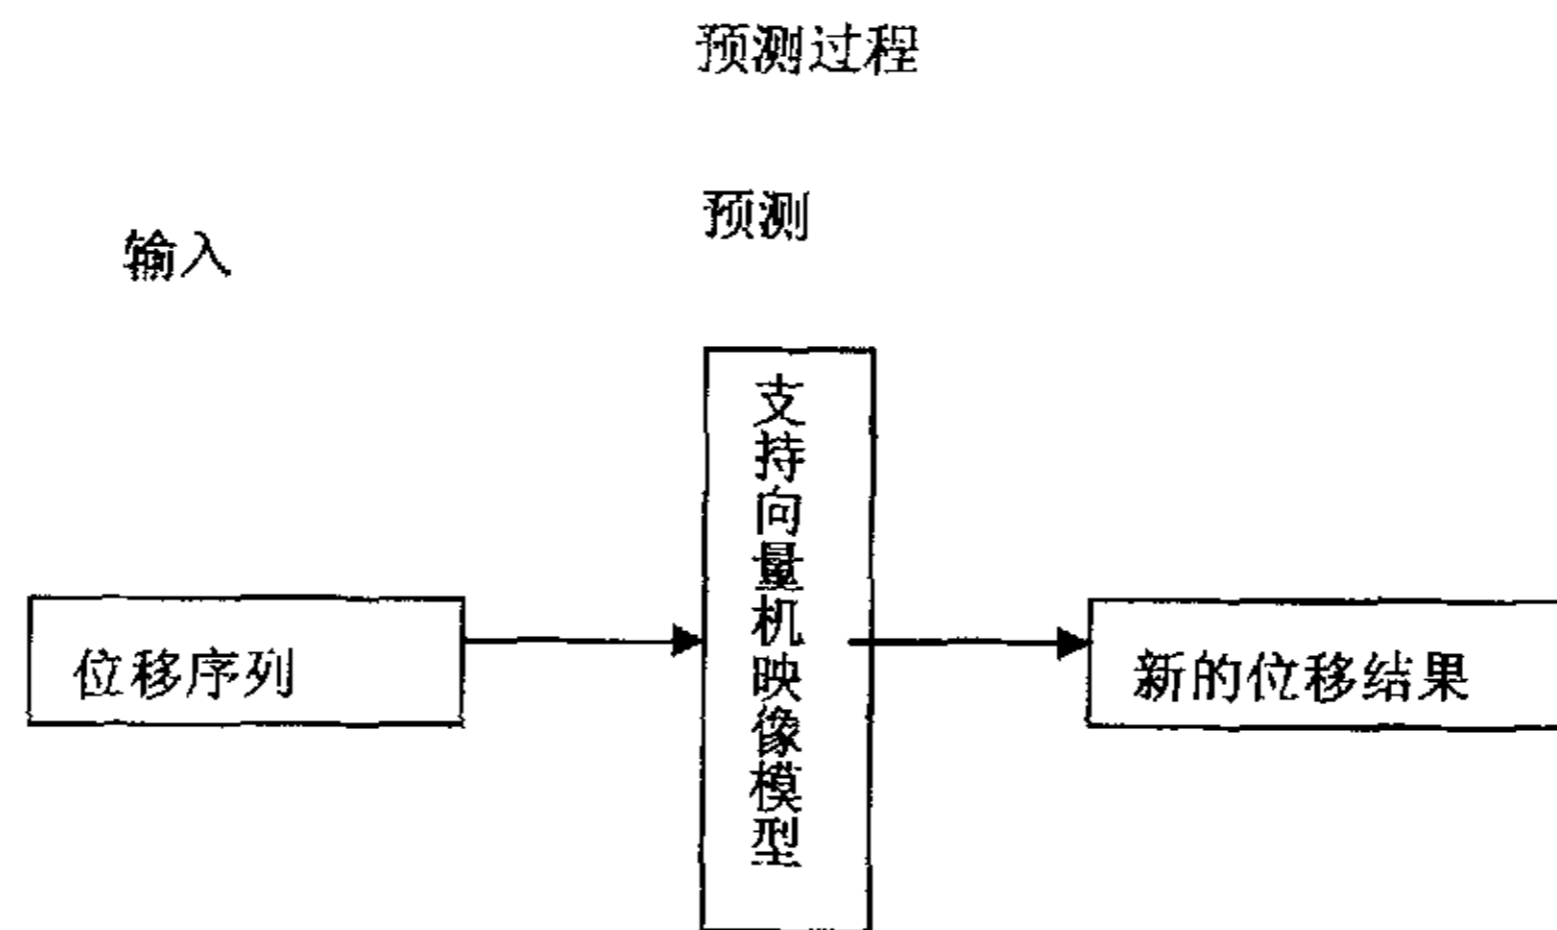 预测过程
预测
输入
支持向量机映像模型
位移序列
新的位移结果